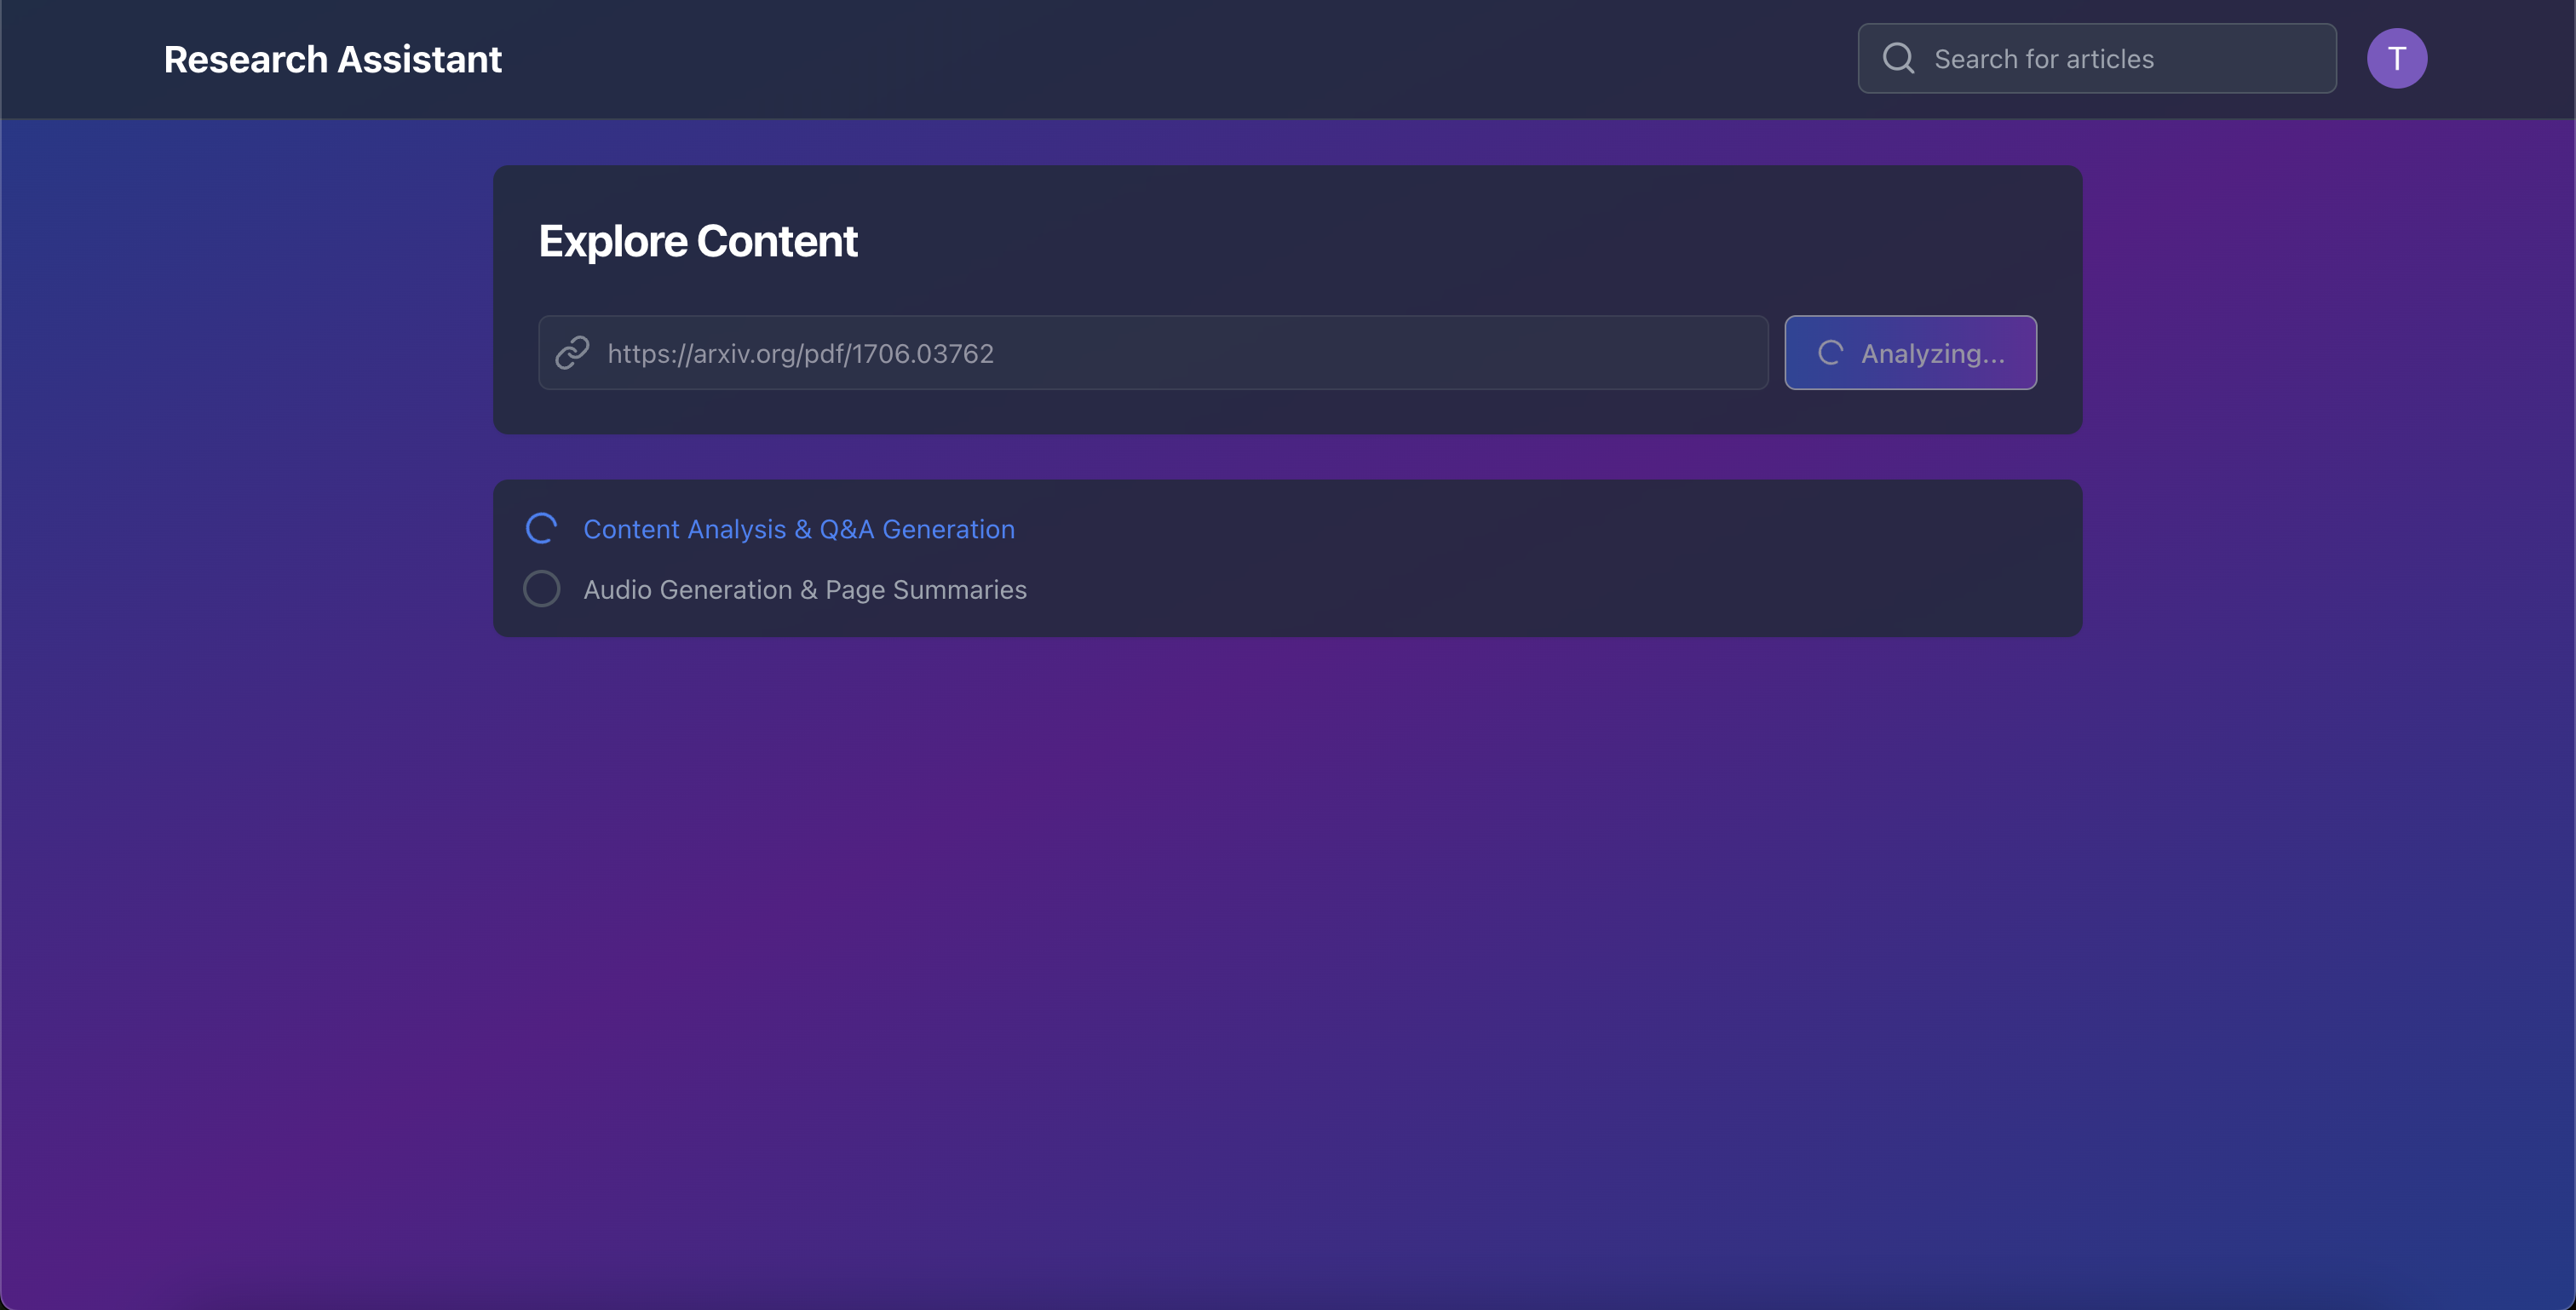 Research Assistant
Search for articles
T
Explore Content
https://arxiv.org/pdf/1706.03762
Analyzing...
Content Analysis & Q&A Generation
Audio Generation & Page Summaries